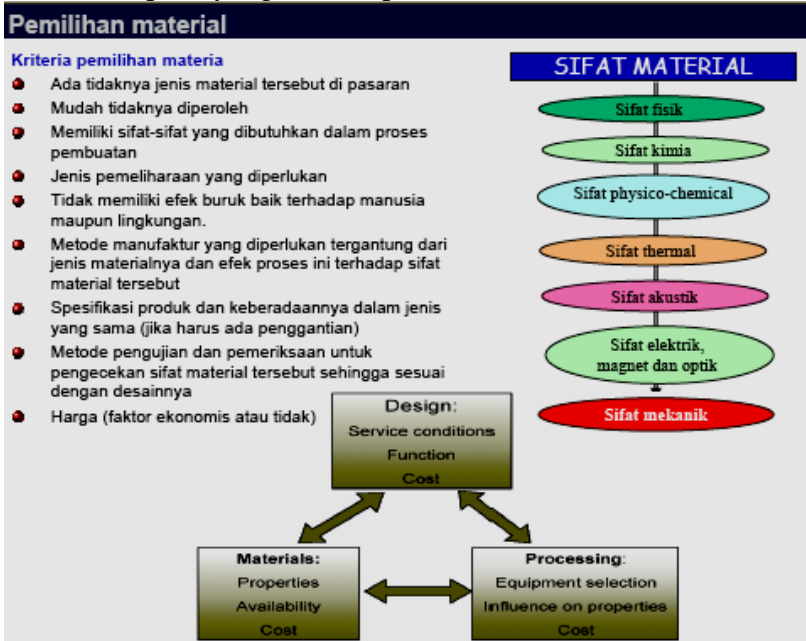 Pemilihan material
Kriteria pemilihan materia
Ada tidaknya jenis material tersebut di pasaran
Mudah tidaknya diperoleh
Memiliki sifat-sifat yang dibutuhkan dalam proses
pembuatan
Jenis pemeliharaan yang diperlukan
Tidak memiliki efek buruk baik terhadap manusia
maupun lingkungan.
Metode manufaktur yang diperlukan tergantung dari
jenis materialnya dan efek proses ini terhadap sifat
material tersebut
Spesifikasi produk dan keberadaannya dalam jenis
yang sama (jika harus ada penggantian)
Metode pengujian dan pemeriksaan untuk
pengecekan sifat material tersebut sehingga sesuai
dengan desainnya
Harga (faktor ekonomis atau tidak)
SIFAT MATERIAL
Sifat fisik
Sifat kimia
Sifat physico-chemical
Sifat thermal
Sifat akustik
Sifat elektrik,
magnet dan optik
Sifat mekanik
Design:
Service conditions
Function
Cost
Materials:
Properties
Availability
Cost
Processing:
Equipment selection
Influence on properties
Cost